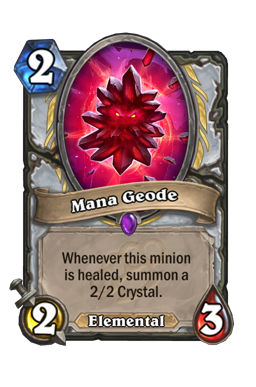 2
Mana Geode
Whenever this minion
is healed, summon a
2/2 Crystal.
2
Elemental
3